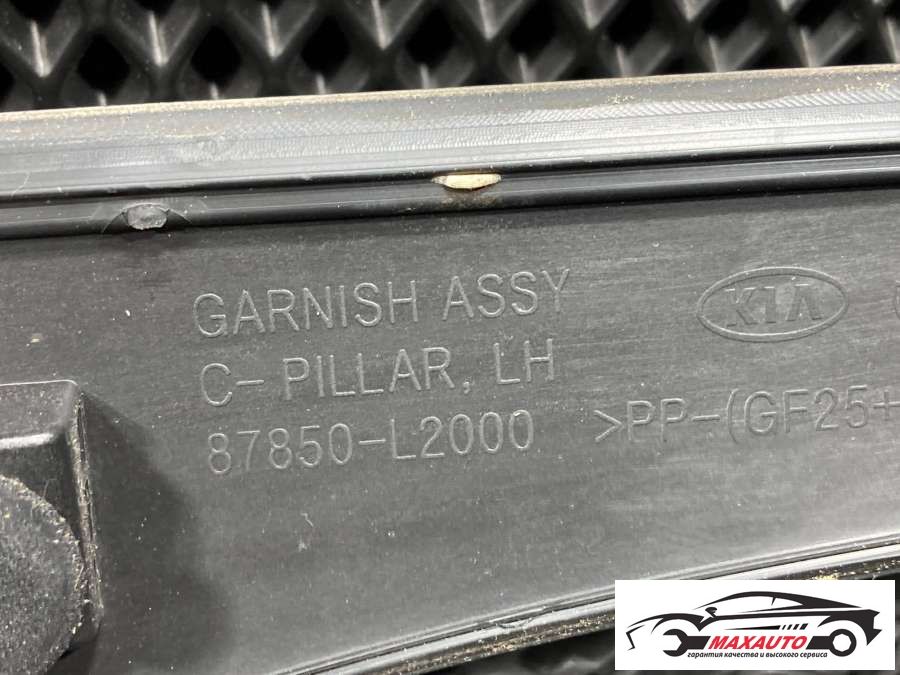 GARNISH ASSY
C-PILLAR, LH
87850-L2000
KIA
>PP-(GF25+
MAXAUTO
гарантия качества и высокого сервиса